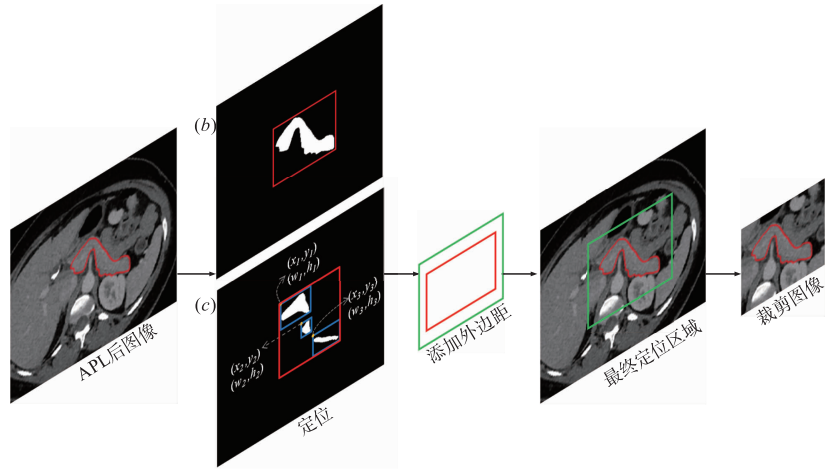 (b)
(c)
(x1,y1)
(w1,h1)
(x3,y3)
(w3,h3)
(x2,y2)
(w2,h2)
APL后图像
定位
添加外边距
最终定位区域
裁剪图像